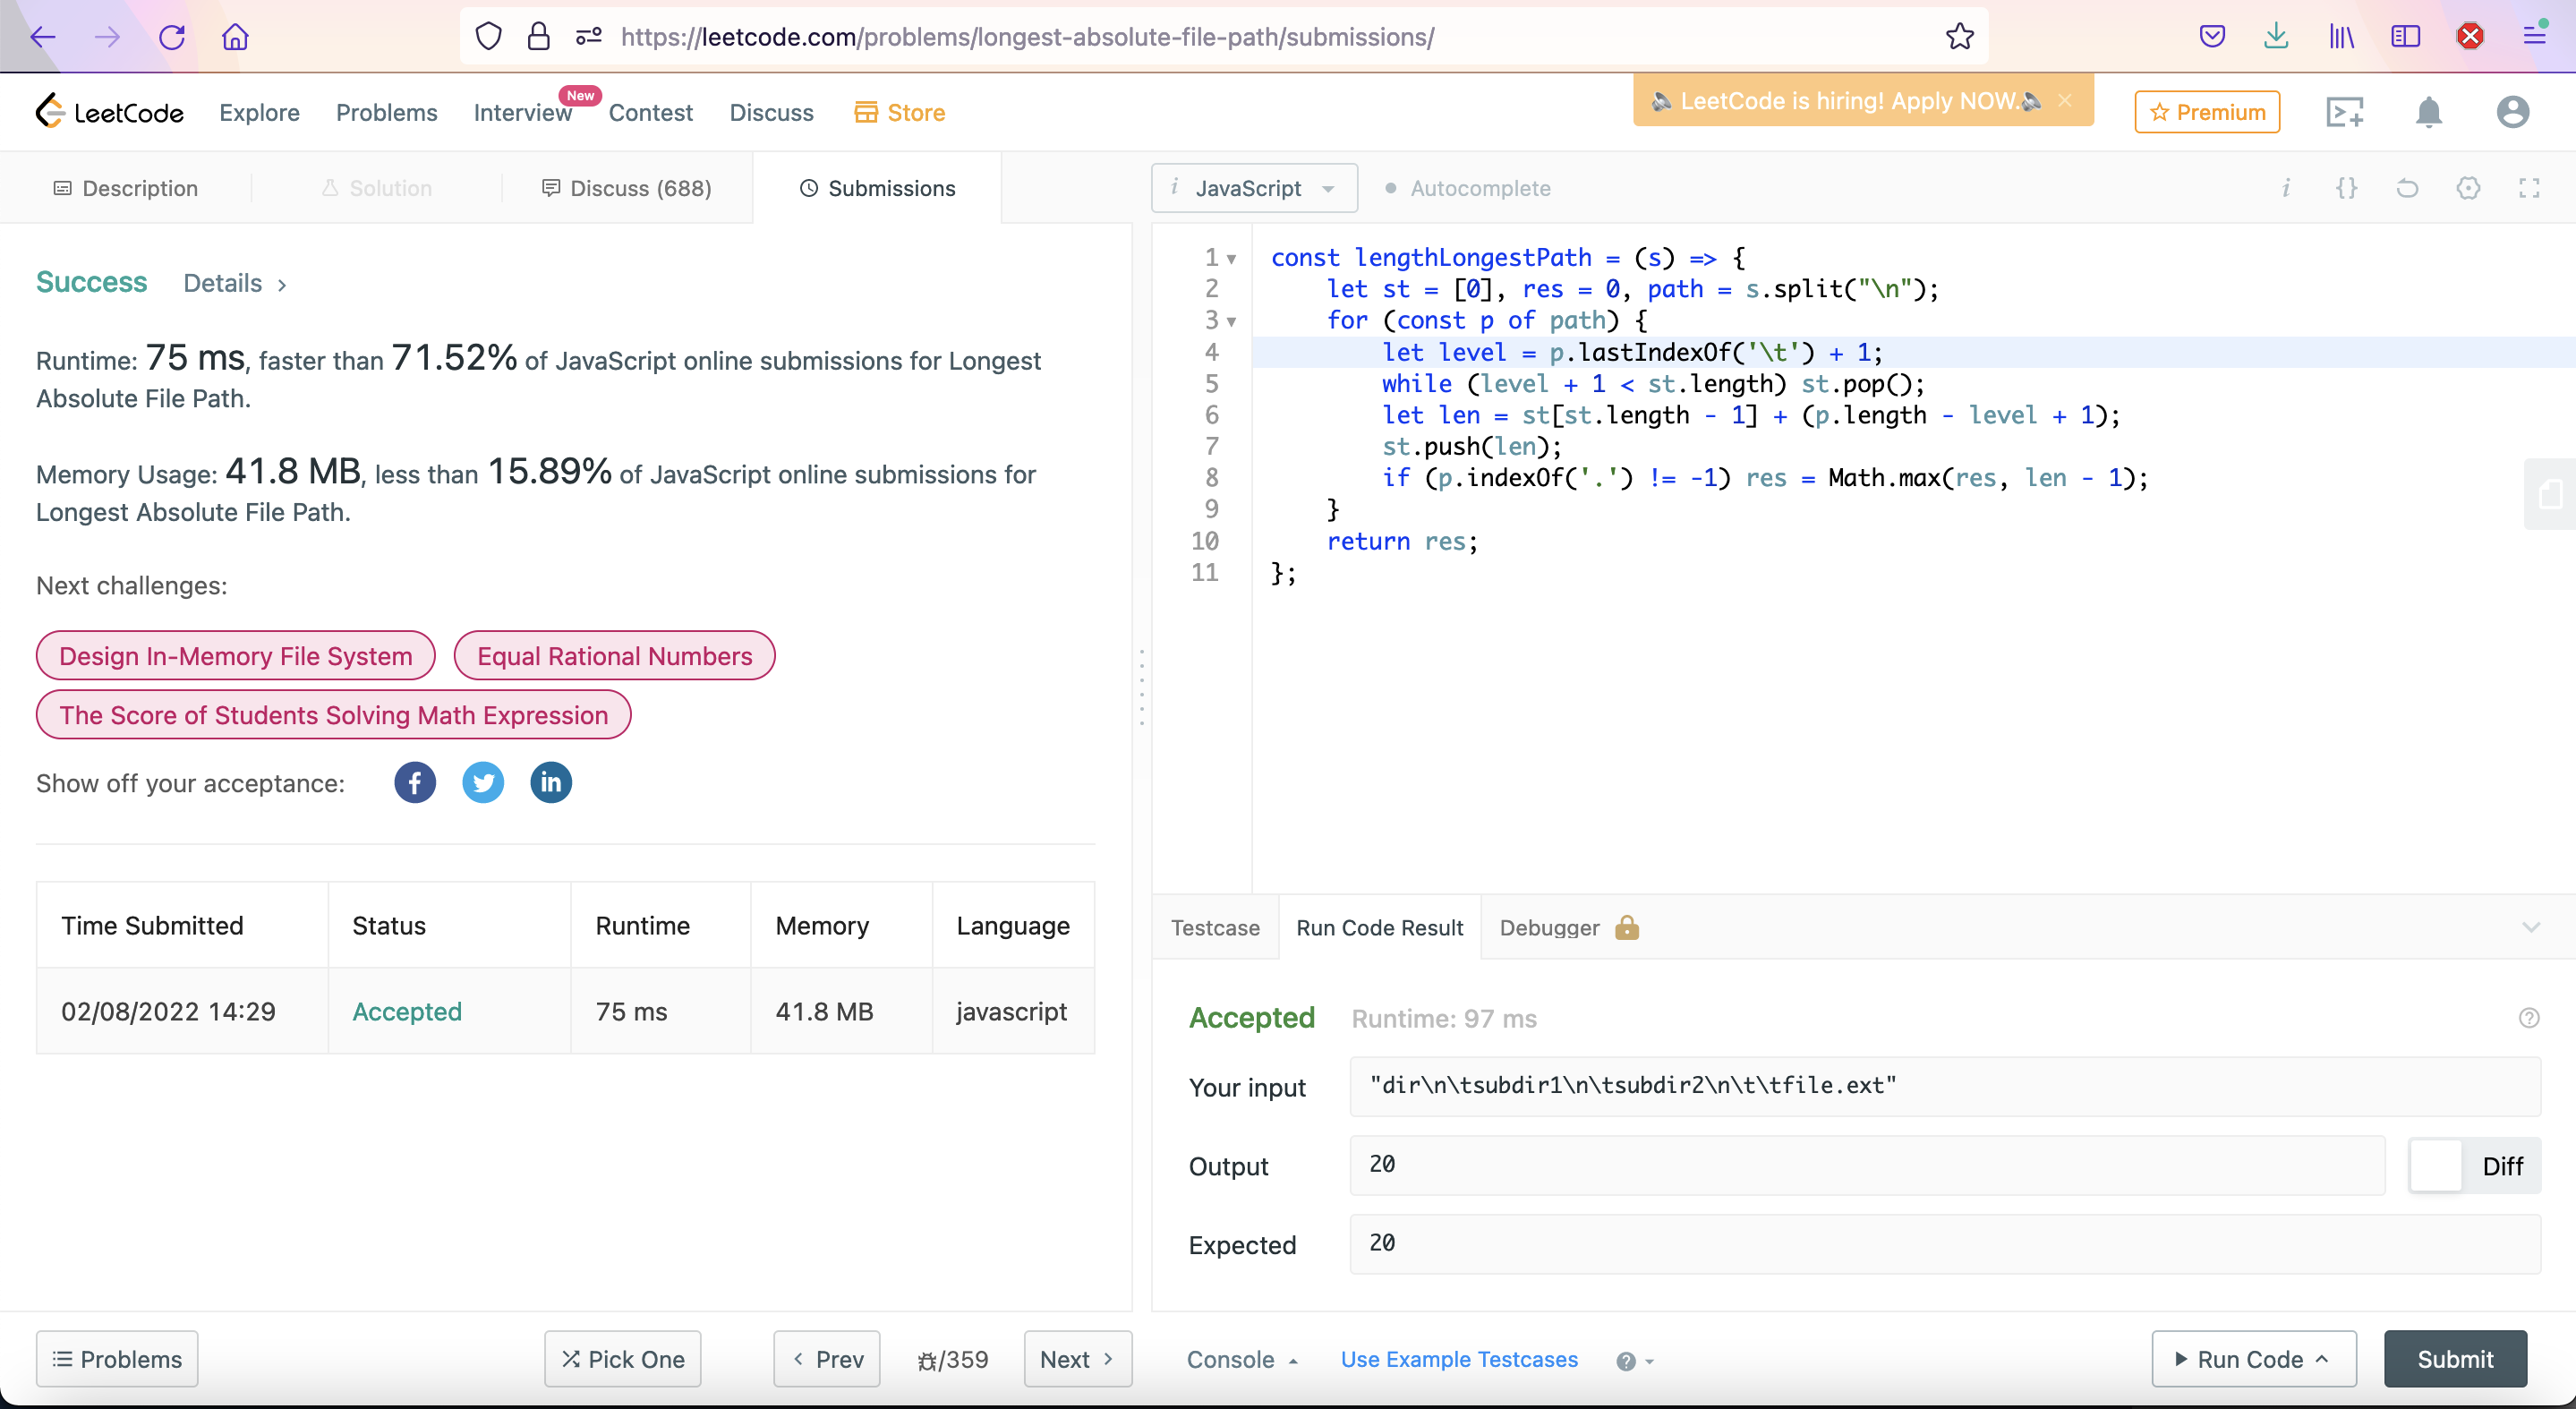 https://leetcode.com/problems/longest-absolute-file-path/submissions/
LeetCode Explore Problems Interview New Contest Discuss Store LeetCode is hiring! Apply NOW. Premium
Description Solution Discuss (688) Submissions
JavaScript Autocomplete
Success Details
Runtime: 75 ms, faster than 71.52% of JavaScript online submissions for Longest
Absolute File Path.
Memory Usage: 41.8 MB, less than 15.89% of JavaScript online submissions for
Longest Absolute File Path.
Next challenges:
Design In-Memory File System Equal Rational Numbers
The Score of Students Solving Math Expression
Show off your acceptance:
Time Submitted Status Runtime Memory Language
02/08/2022 14:29 Accepted 75 ms 41.8 MB javascript
1 const lengthLongestPath = (s) => {
2 let st = [0], res = 0, path = s.split("\n");
3 for (const p of path) {
4 let level = p.lastIndexOf('\t') + 1;
5 while (level + 1 < st.length) st.pop();
6 let len = st[st.length - 1] + (p.length - level + 1);
7 st.push(len);
8 if (p.indexOf('.') != -1) res = Math.max(res, len - 1);
9 }
10 return res;
11 };
Testcase Run Code Result Debugger
Accepted Runtime: 97 ms
Your input "dir\n\tsubdir1\n\tsubdir2\n\t\tfile.ext"
Output 20 Diff
Expected 20
Problems Pick One Prev /359 Next Console Use Example Testcases Run Code Submit